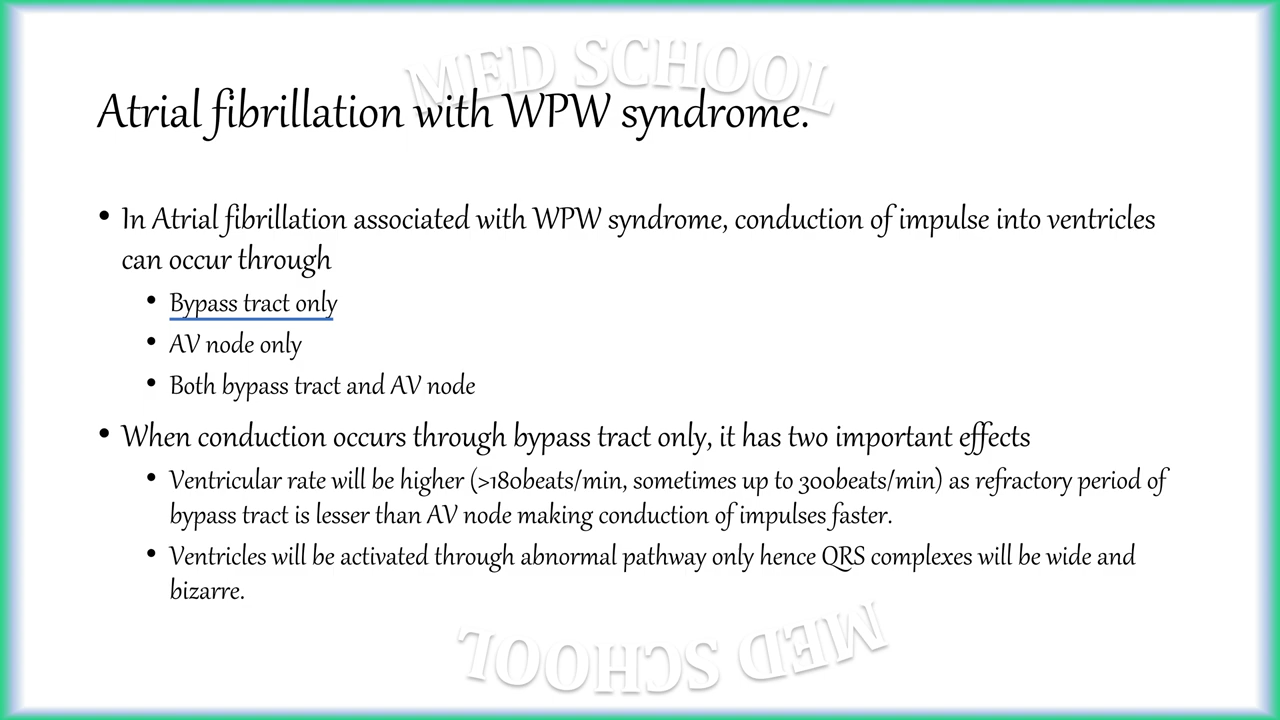 MED SCHOOL
Atrial fibrillation with WPW syndrome.
• In Atrial fibrillation associated with WPW syndrome, conduction of impulse into ventricles
can occur through
• Bypass tract only
• AV node only
• Both bypass tract and AV node
• When conduction occurs through bypass tract only, it has two important effects
• Ventricular rate will be higher (>180beats/min, sometimes up to 300beats/min) as refractory period of
bypass tract is lesser than AV node making conduction of impulses faster.
• Ventricles will be activated through abnormal pathway only hence QRS complexes will be wide and
bizarre.
MED SCHOOL